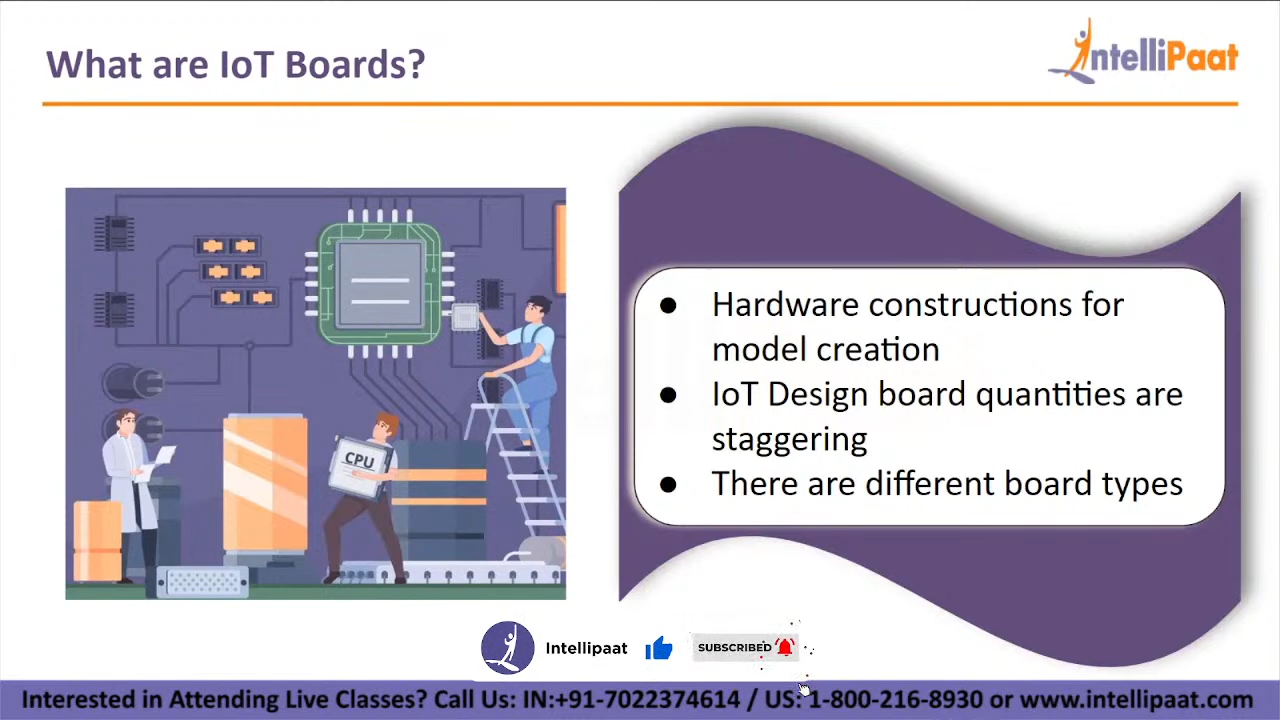 What are IoT Boards?
IntelliPaat
CPU
● Hardware constructions for
model creation
● IoT Design board quantities are
staggering
● There are different board types
Intellipaat
SUBSCRIBED
Interested in Attending Live Classes? Call Us: IN:+91-7022374614 / US: 1-800-216-8930 or www.intellipaat.com